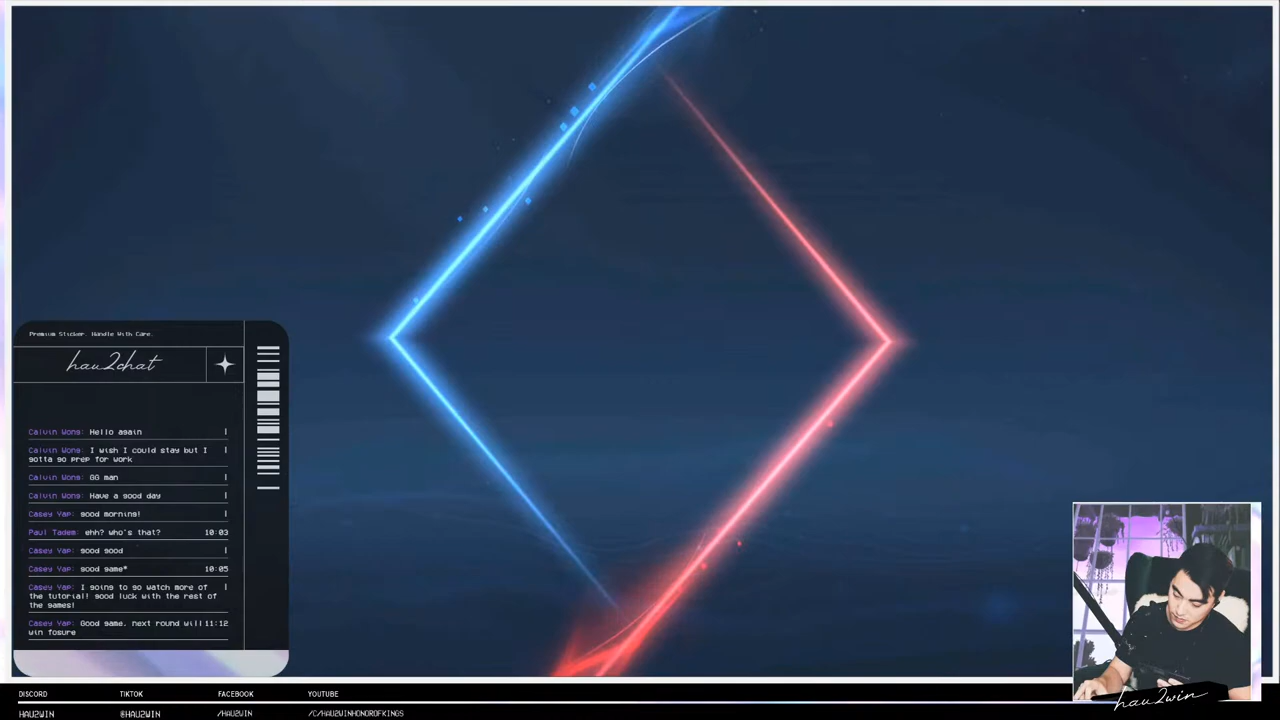 Premium Sticker. Handle With Care.
hau2chat
Calvin Wong: Hello again
Calvin Wong: I wish I could stay but I
gotta go prep for work
Calvin Wong: GG man
Calvin Wong: Have a good day
Casey Yap: good morning!
Paul Tadem: ehh? who's that? 10:03
Casey Yap: good good
Casey Yap: good game* 10:05
Casey Yap: I going to go watch more of
the tutorial! good luck with the rest of
the games!
Casey Yap: Good game. next round will 11:12
win fosure
hau2win
DISCORD TIKTOK FACEBOOK YOUTUBE
HAU2WIN @HAU2WIN /HAU2WIN /C/HAU2WINHONOROFKINGS